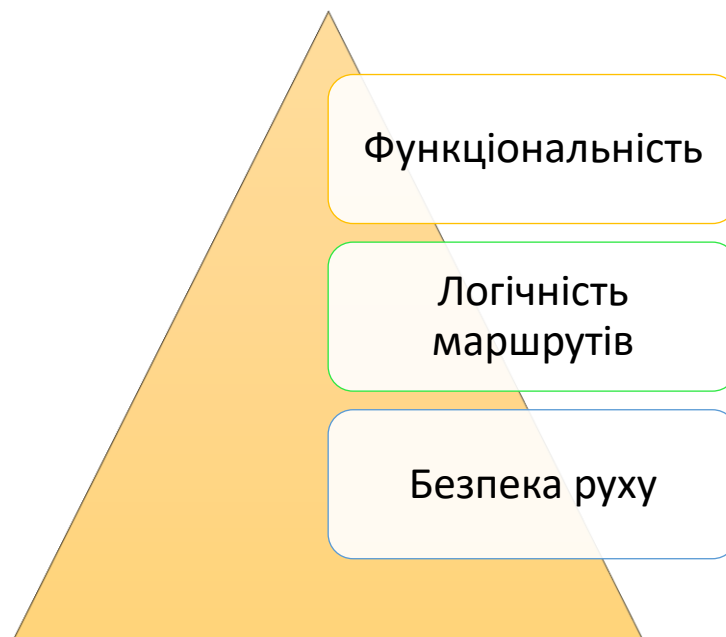 Функціональність
Логічність
маршрутів
Безпека руху